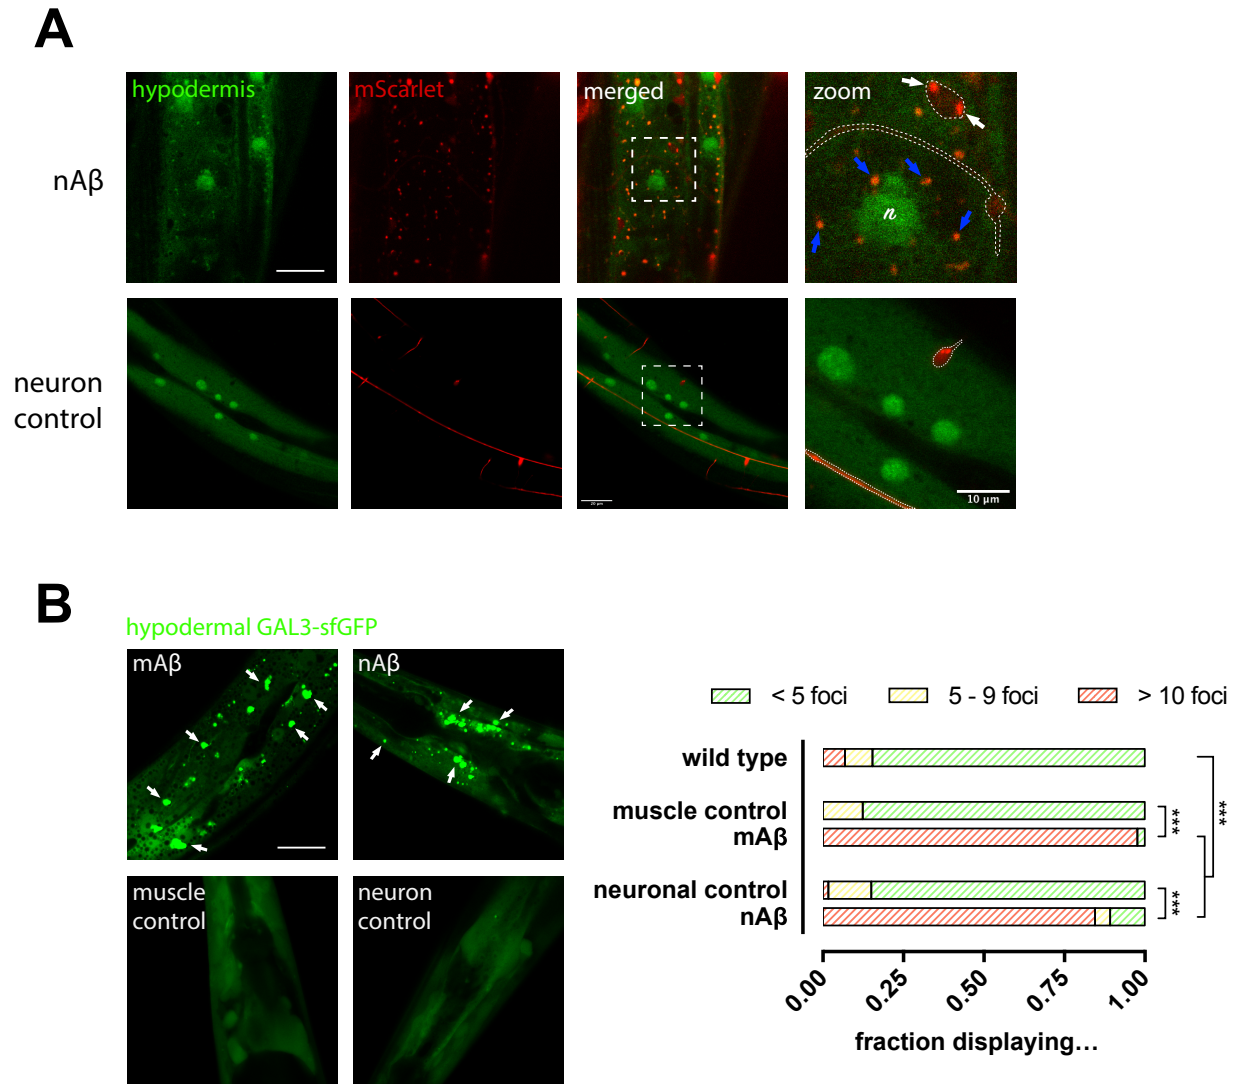 A
hypodermis
mScarlet
merged
zoom
nAβ
n
neuron
control
20 μm
10 μm
B
hypodermal GAL3-sfGFP
mAβ
nAβ
muscle
control
neuron
control
< 5 foci
5 - 9 foci
> 10 foci
wild type
muscle control
mAβ
neuronal control
nAβ
***
***
***
0.00
0.25
0.50
0.75
1.00
fraction displaying...